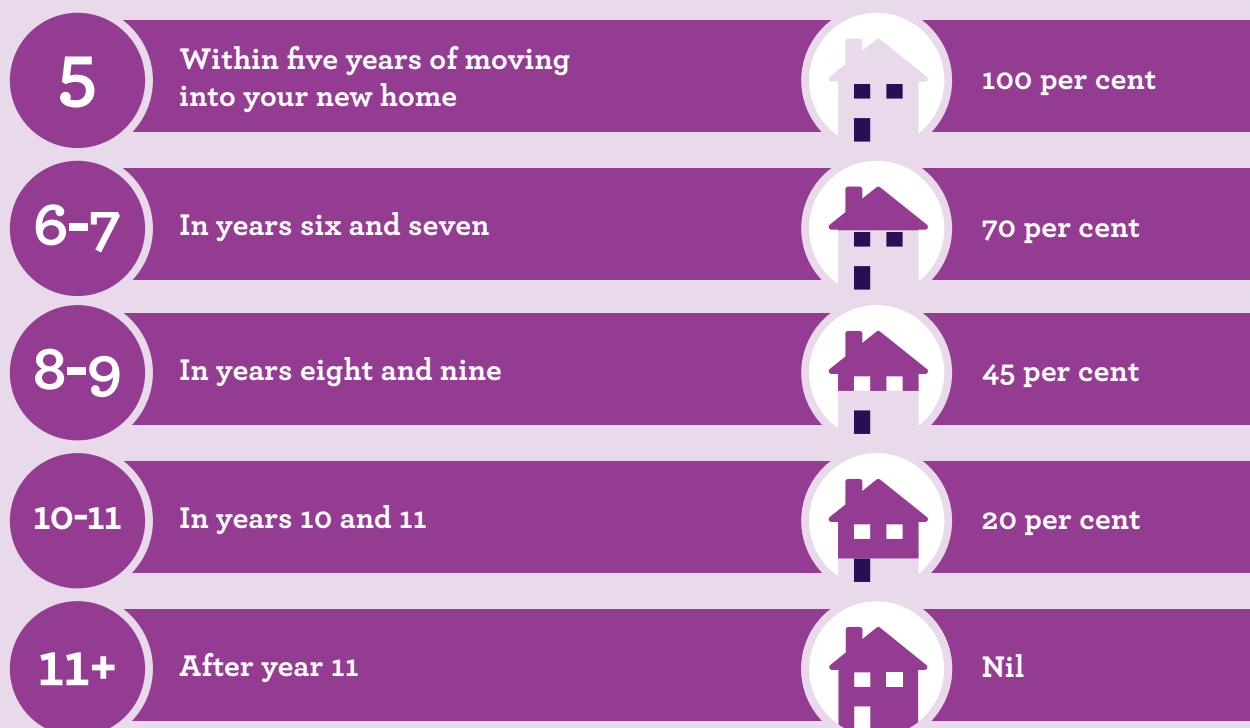 5
Within five years of moving
into your new home
100 per cent
6-7
In years six and seven
70 per cent
8-9
In years eight and nine
45 per cent
10-11
In years 10 and 11
20 per cent
11+
After year 11
Nil